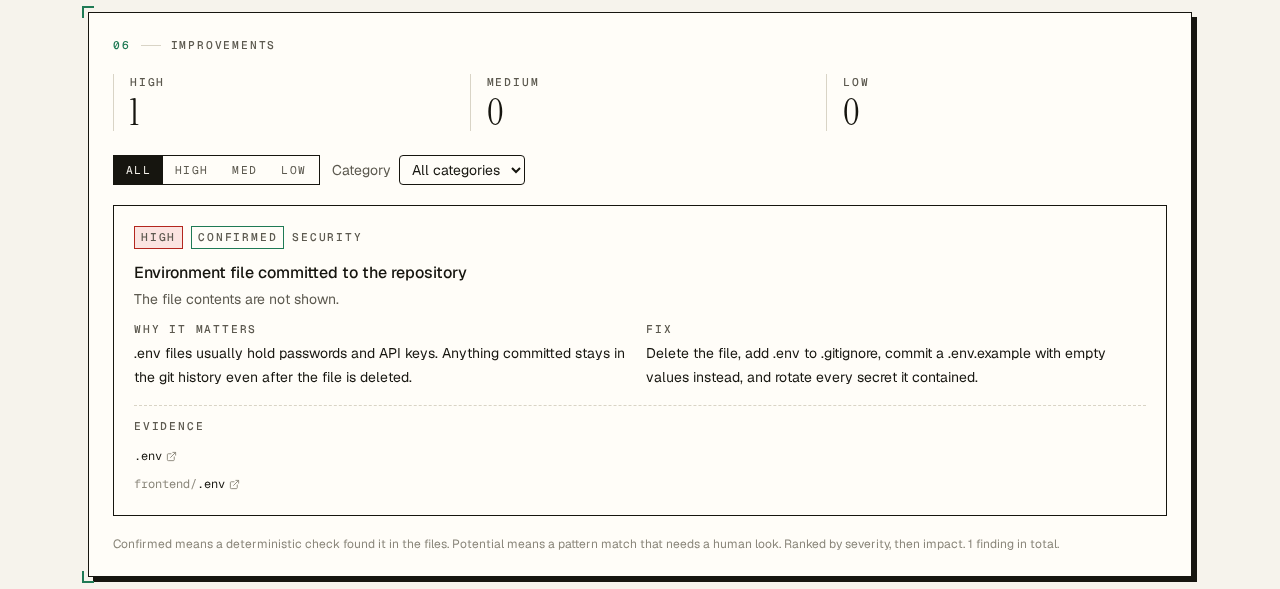 06 IMPROVEMENTS
HIGH MEDIUM LOW
1 0 0
ALL HIGH MED LOW Category All categories
HIGH CONFIRMED SECURITY
Environment file committed to the repository
The file contents are not shown.
WHY IT MATTERS
.env files usually hold passwords and API keys. Anything committed stays in
the git history even after the file is deleted.
FIX
Delete the file, add .env to .gitignore, commit a .env.example with empty
values instead, and rotate every secret it contained.
EVIDENCE
.env
frontend/.env
Confirmed means a deterministic check found it in the files. Potential means a pattern match that needs a human look. Ranked by severity, then impact. 1 finding in total.